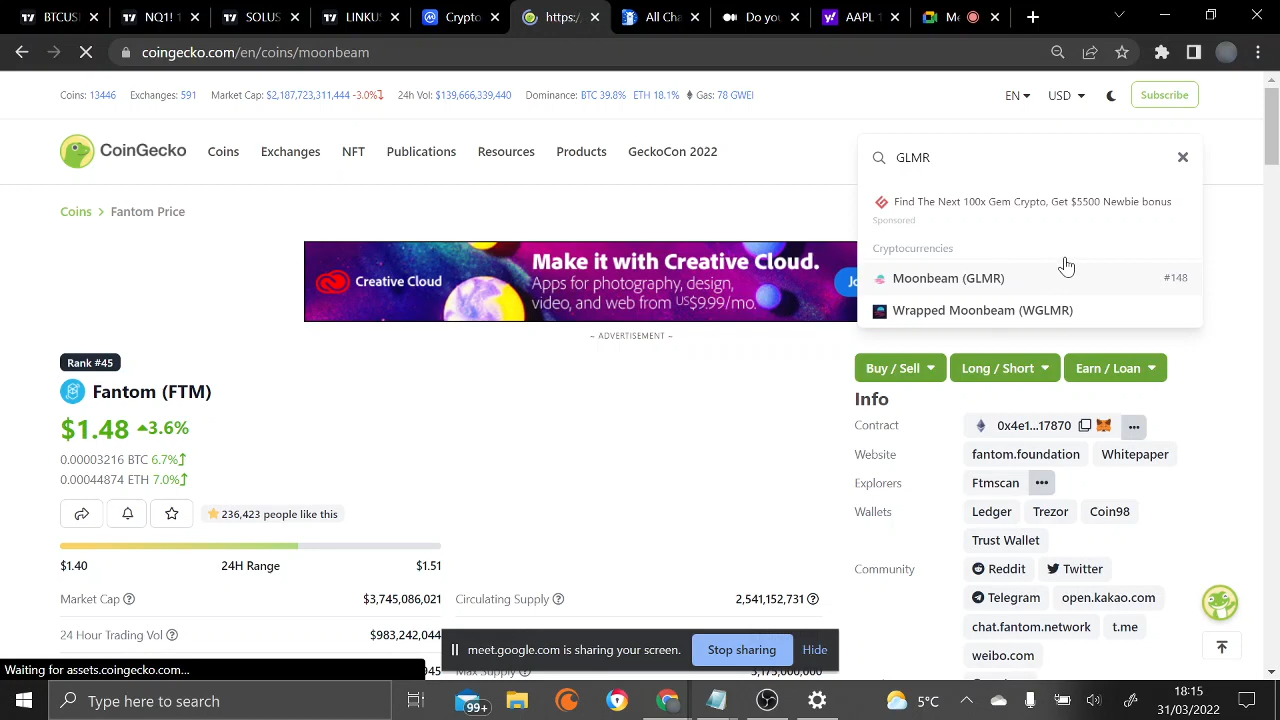 BTCUS
NQ1!
SOLUS
LINKUS
Crypto
https:/
All Cha
Do you
AAPL 1
Me
coingecko.com/en/coins/moonbeam
Coins: 13446 Exchanges: 591 Market Cap: $2,187,723,311,444 -3.0% 24h Vol: $139,666,339,440 Dominance: BTC 39.8% ETH 18.1% Gas: 78 GWEI
EN USD Subscribe
CoinGecko Coins Exchanges NFT Publications Resources Products GeckoCon 2022
GLMR
Find The Next 100x Gem Crypto, Get $5500 Newbie bonus
Sponsored
Cryptocurrencies
Moonbeam (GLMR) #148
Wrapped Moonbeam (WGLMR)
Coins > Fantom Price
Creative Cloud
Make it with Creative Cloud.
Apps for photography, design,
video, and web from US$9.99/mo.
~ ADVERTISEMENT ~
Rank #45
Fantom (FTM)
$1.48 3.6%
0.00003216 BTC 6.7%
0.00044874 ETH 7.0%
236,423 people like this
$1.40 24H Range $1.51
Market Cap $3,745,086,021
24 Hour Trading Vol $983,242,044
Circulating Supply 2,541,152,731
Max Supply 3,175,000,000
Buy / Sell Long / Short Earn / Loan
Info
Contract 0x4e1...17870
Website fantom.foundation Whitepaper
Explorers Ftmscan
Wallets Ledger Trezor Coin98
Trust Wallet
Community Reddit Twitter
Telegram open.kakao.com
chat.fantom.network t.me
weibo.com
meet.google.com is sharing your screen. Stop sharing Hide
Waiting for assets.coingecko.com...
Type here to search
99+
5°C
18:15
31/03/2022